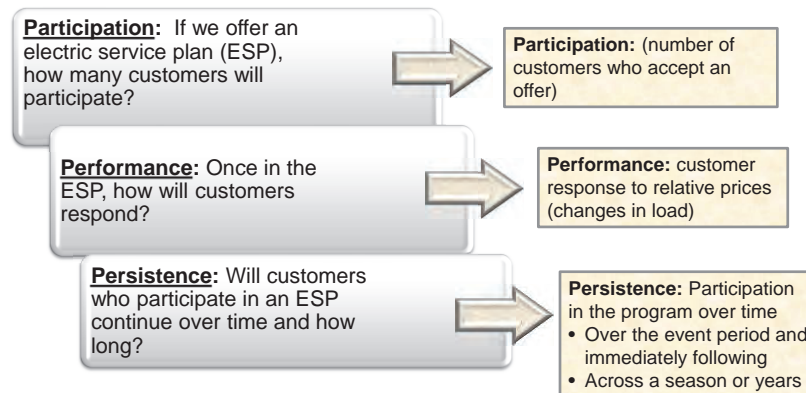 Participation: If we offer an
electric service plan (ESP),
how many customers will
participate?
Participation: (number of
customers who accept an
offer)
Performance: Once in the
ESP, how will customers
respond?
Performance: customer
response to relative prices
(changes in load)
Persistence: Will customers
who participate in an ESP
continue over time and how
long?
Persistence: Participation
in the program over time
• Over the event period and
immediately following
• Across a season or years